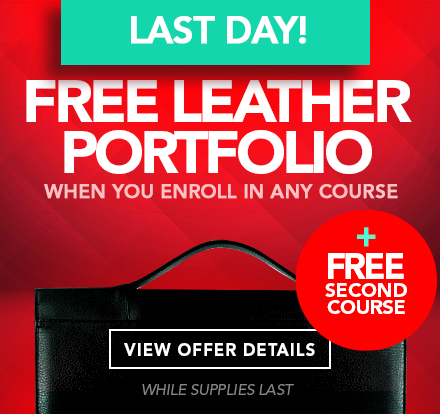 LAST DAY!
FREE LEATHER
PORTFOLIO
WHEN YOU ENROLL IN ANY COURSE
+
FREE
SECOND
COURSE
VIEW OFFER DETAILS
WHILE SUPPLIES LAST